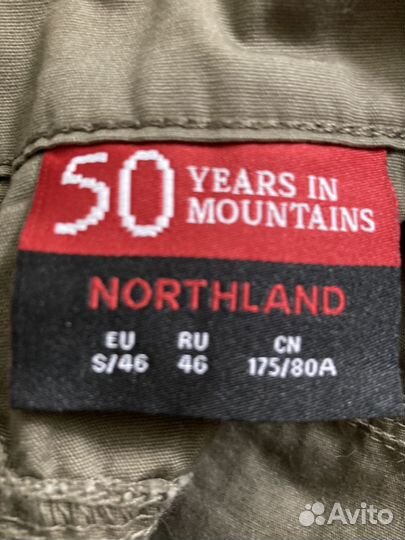 50 YEARS IN
MOUNTAINS
NORTHLAND
EU RU CN
S/46 46 175/80A
Avito